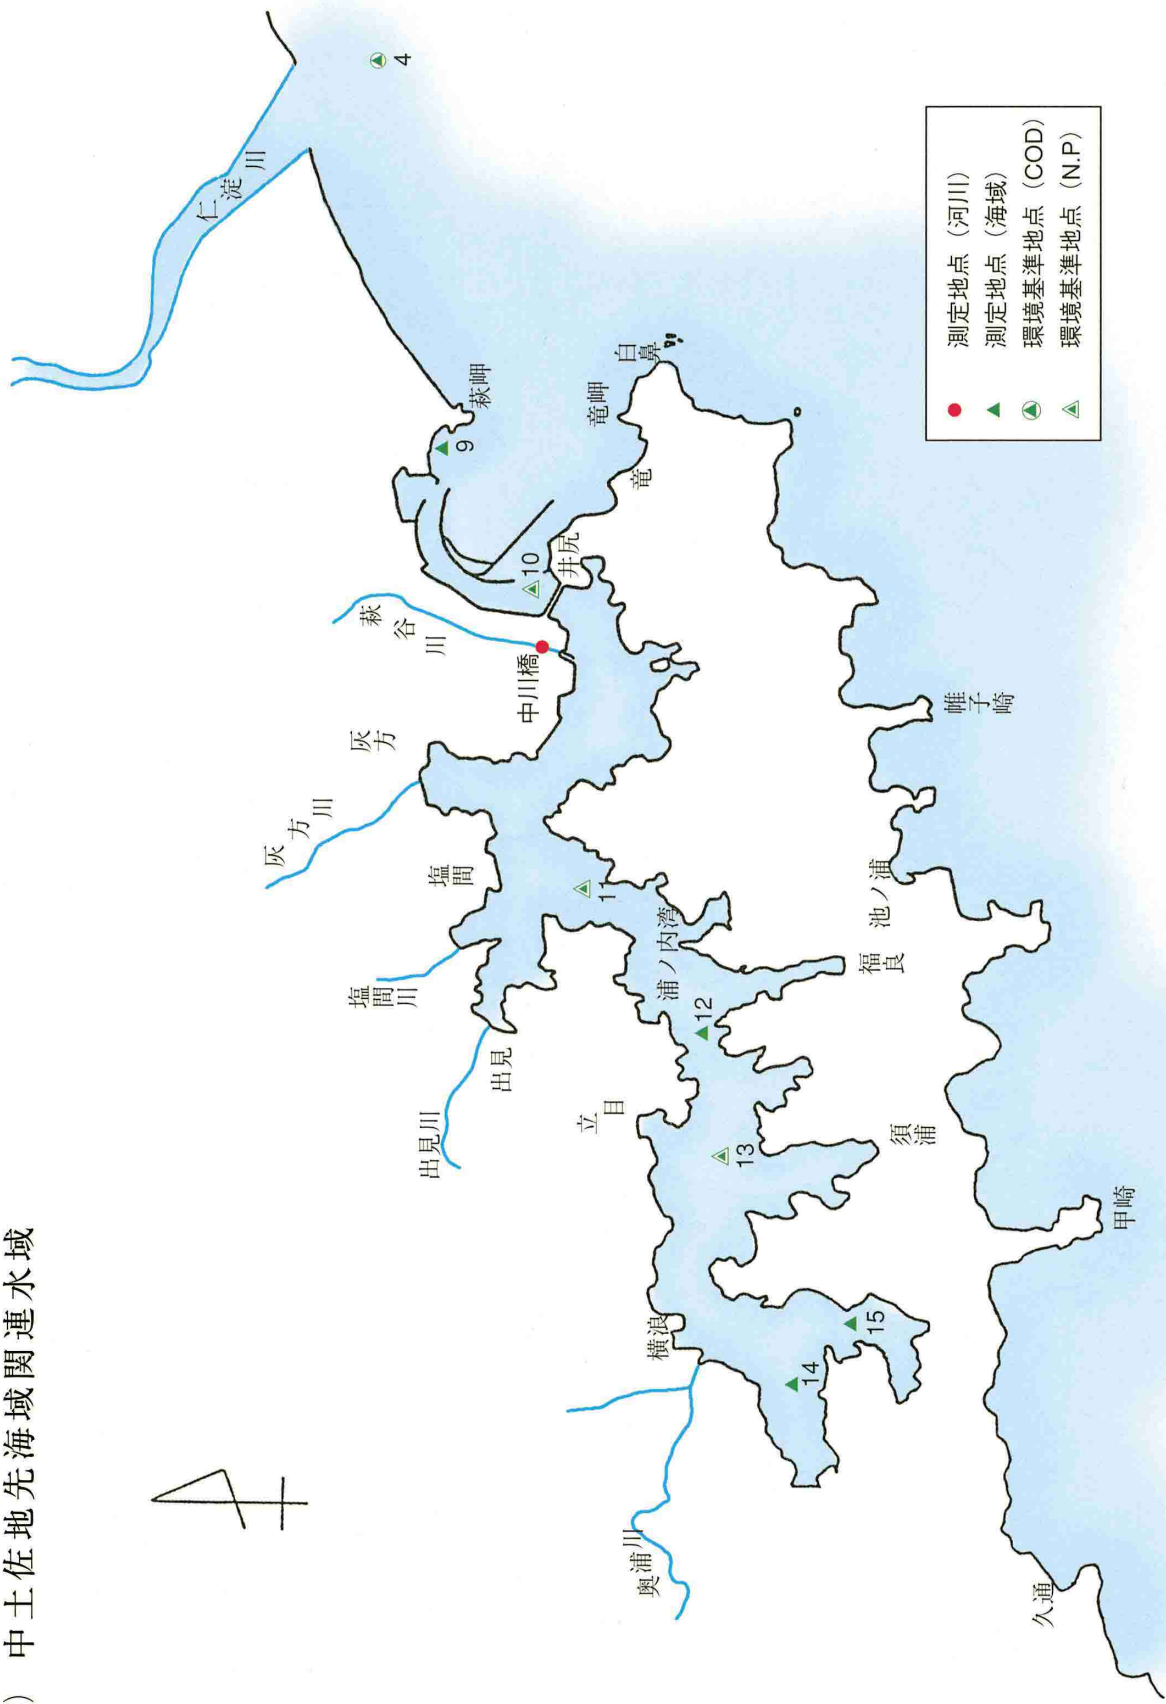 ) 中土佐地先海域関連水域
仁淀川
4
萩岬
9
白鼻
竜岬
竜
井尻
10
萩谷川
中川橋
灰方
灰方川
塩間
塩間川
11
浦ノ内湾
出見
出見川
12
福良
池ノ浦
帷子崎
立目
13
須浦
横浪
14
15
奥浦川
甲崎
久通
測定地点（河川）
測定地点（海域）
環境基準地点（COD）
環境基準地点（N.P）